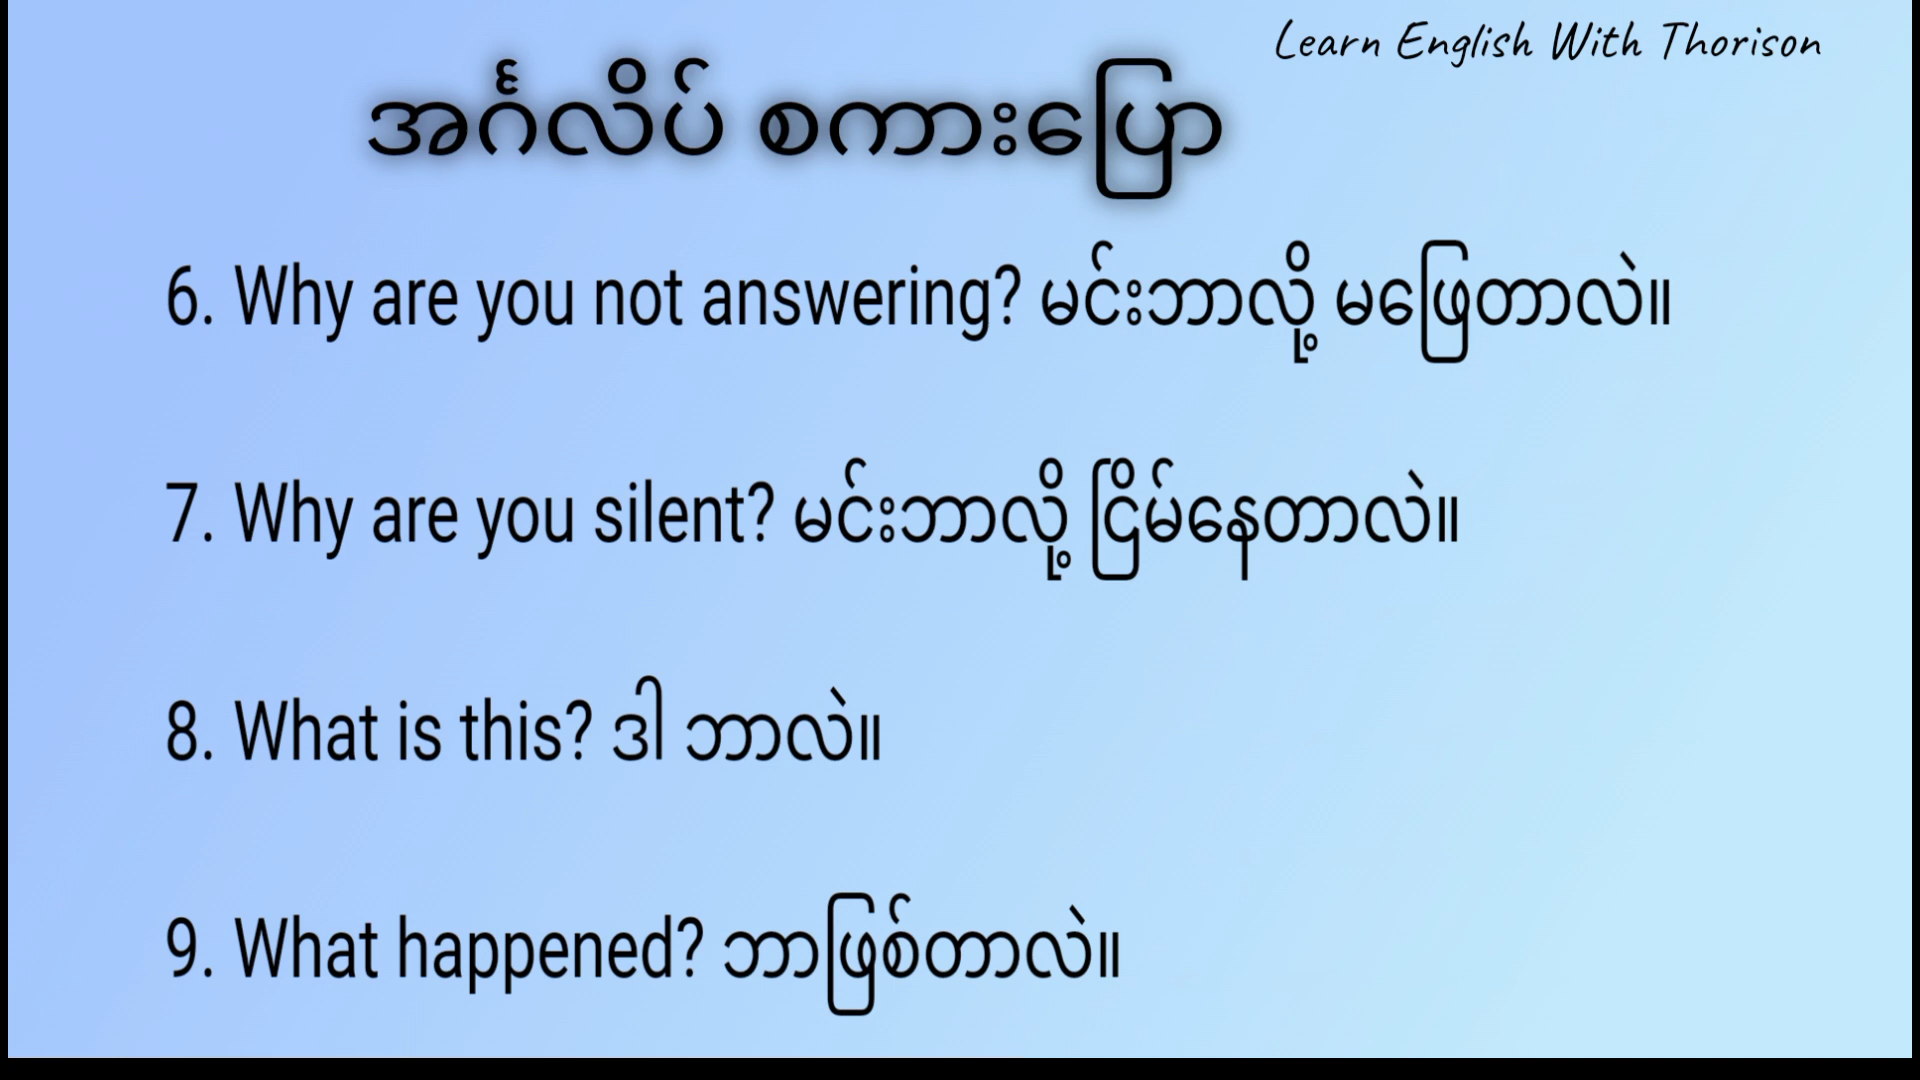 Learn English With Thorison
အင်္ဂလိပ် စကားပြော
6. Why are you not answering? မင်းဘာလို့ မဖြေတာလဲ။
7. Why are you silent? မင်းဘာလို့ ငြိမ်နေတာလဲ။
8. What is this? ဒါ ဘာလဲ။
9. What happened? ဘာဖြစ်တာလဲ။